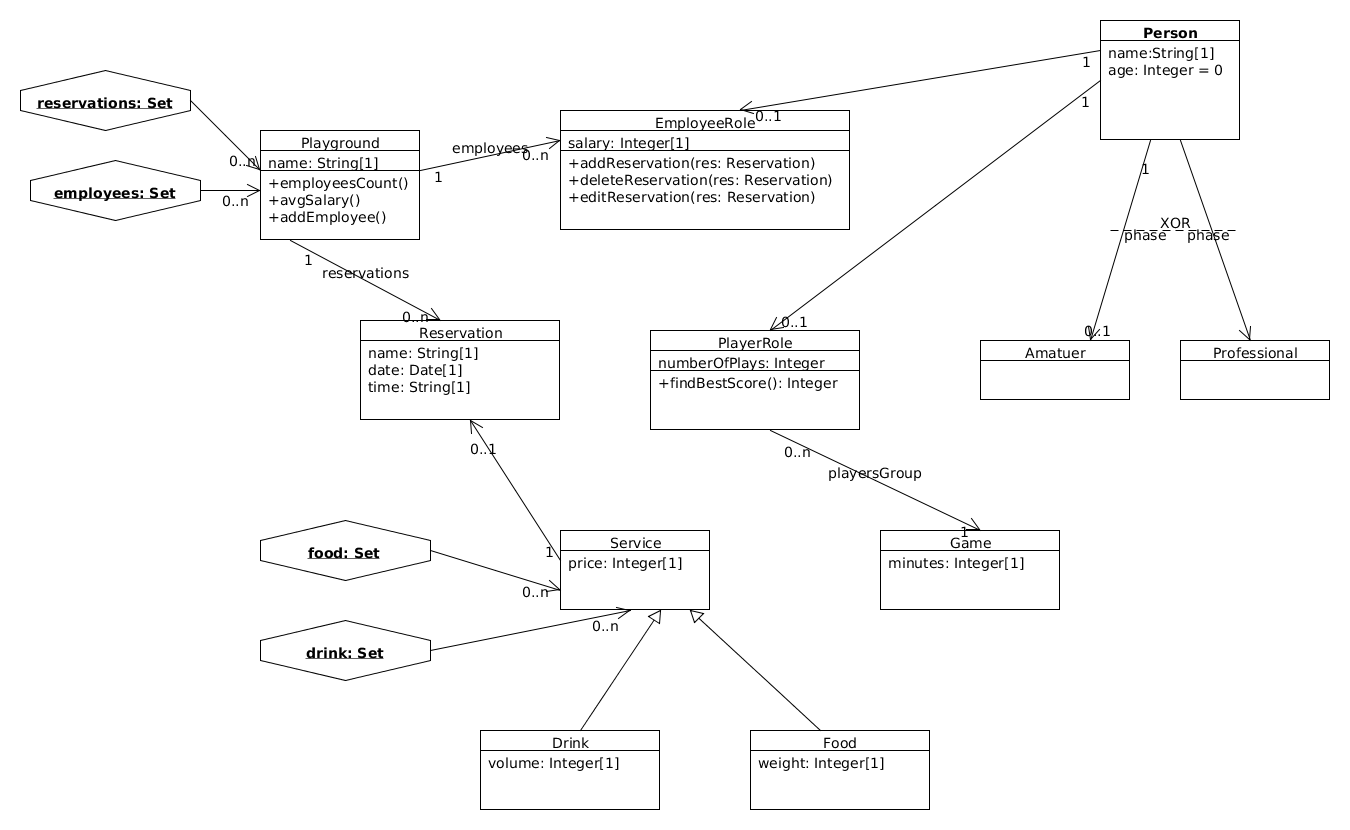 Person
name:String[1]
age: Integer = 0
1
1
1
reservations: Set
0..n
employees: Set
0..n
Playground
name: String[1]
+employeesCount()
+avgSalary()
+addEmployee()
1
employees
0..n
EmployeeRole
0..1
salary: Integer[1]
+addReservation(res: Reservation)
+deleteReservation(res: Reservation)
+editReservation(res: Reservation)
XOR
phase
phase
1
reservations
0..n
Reservation
name: String[1]
date: Date[1]
time: String[1]
0..1
0..1
PlayerRole
numberOfPlays: Integer
+findBestScore(): Integer
0..1
Amatuer
Professional
0..n
playersGroup
1
Game
minutes: Integer[1]
food: Set
0..n
1
Service
price: Integer[1]
drink: Set
0..n
Drink
volume: Integer[1]
Food
weight: Integer[1]